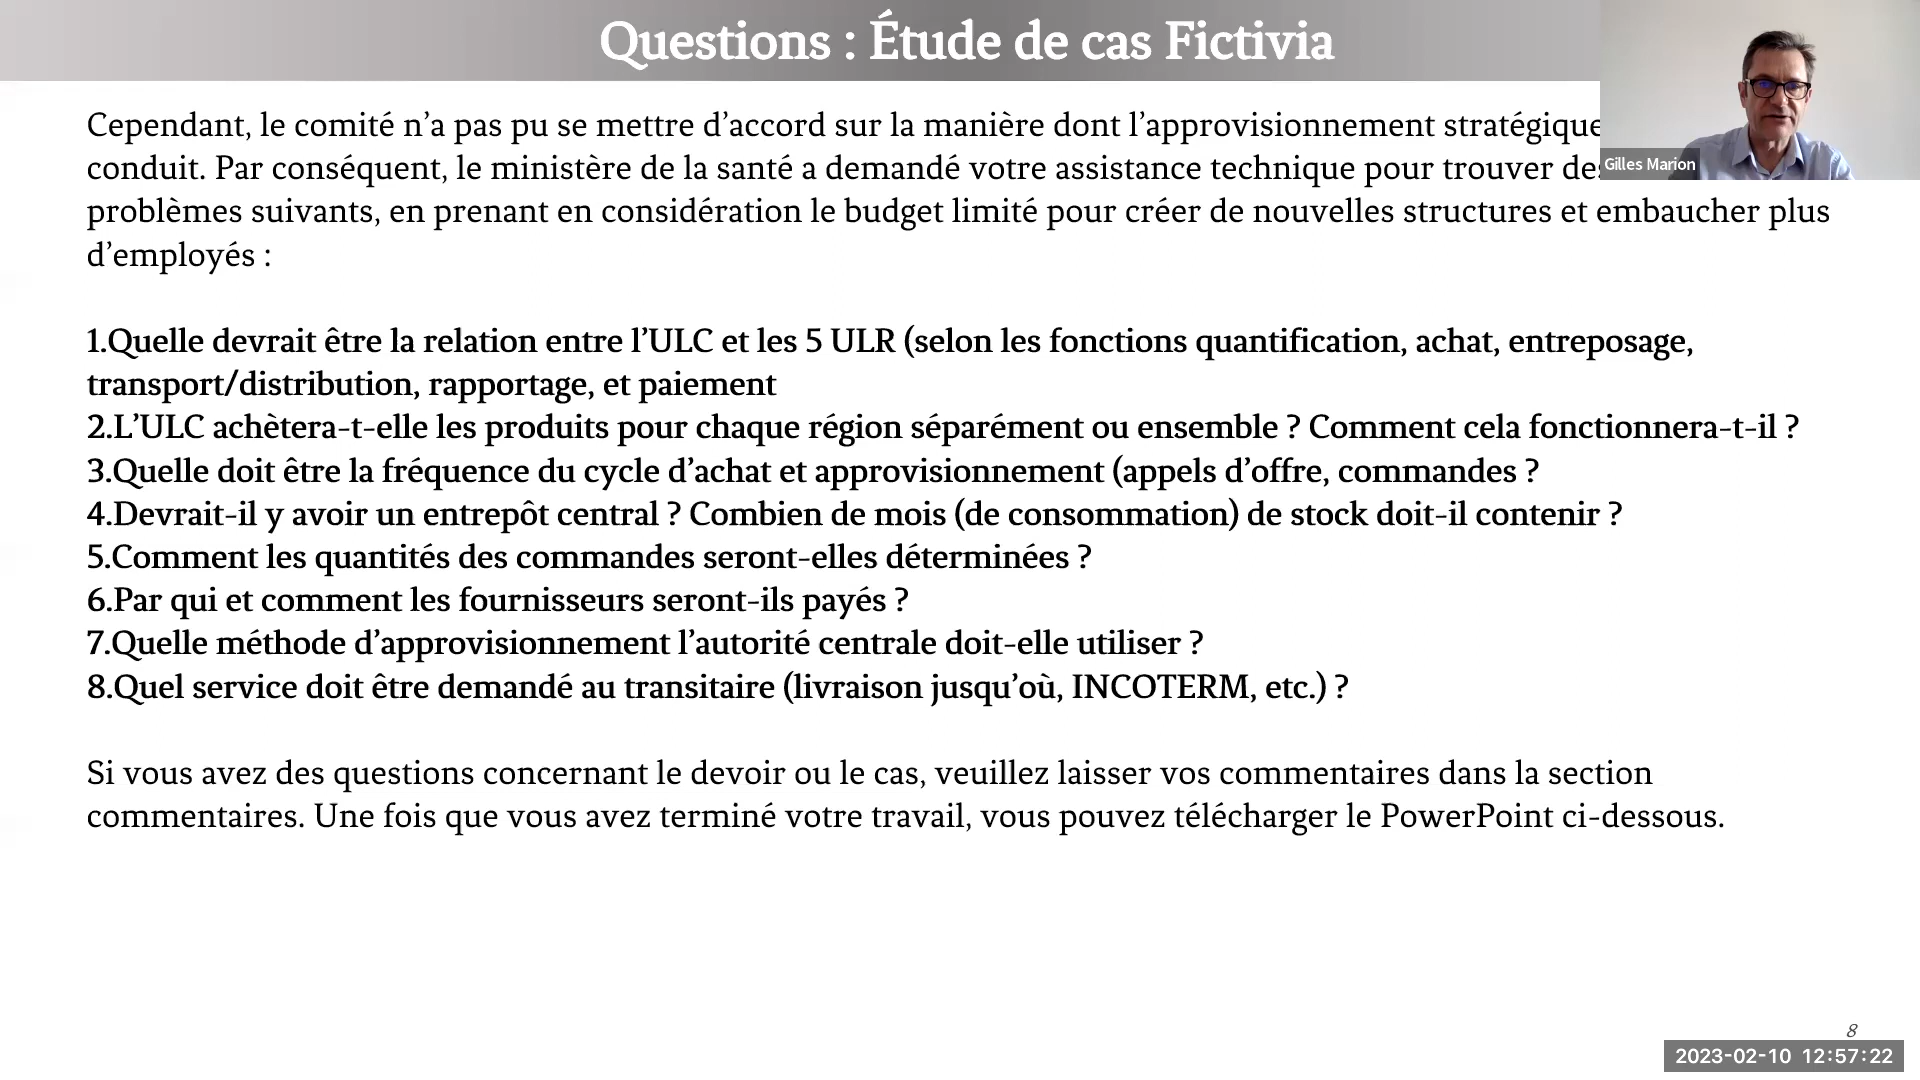 Questions : Étude de cas Fictivia
Cependant, le comité n’a pas pu se mettre d’accord sur la manière dont l’approvisionnement stratégique
Gilles Marion
conduit. Par conséquent, le ministère de la santé a demandé votre assistance technique pour trouver
problèmes suivants, en prenant en considération le budget limité pour créer de nouvelles structures et embaucher plus
d’employés :
1.Quelle devrait être la relation entre l’ULC et les 5 ULR (selon les fonctions quantification, achat, entreposage,
transport/distribution, rapportage, et paiement
2.L’ULC achètera-t-elle les produits pour chaque région séparément ou ensemble ? Comment cela fonctionnera-t-il ?
3.Quelle doit être la fréquence du cycle d’achat et approvisionnement (appels d’offre, commandes ?
4.Devrait-il y avoir un entrepôt central ? Combien de mois (de consommation) de stock doit-il contenir ?
5.Comment les quantités des commandes seront-elles déterminées ?
6.Par qui et comment les fournisseurs seront-ils payés ?
7.Quelle méthode d’approvisionnement l’autorité centrale doit-elle utiliser ?
8.Quel service doit être demandé au transitaire (livraison jusqu’où, INCOTERM, etc.) ?
Si vous avez des questions concernant le devoir ou le cas, veuillez laisser vos commentaires dans la section
commentaires. Une fois que vous avez terminé votre travail, vous pouvez télécharger le PowerPoint ci-dessous.
8
2023-02-10 12:57:22